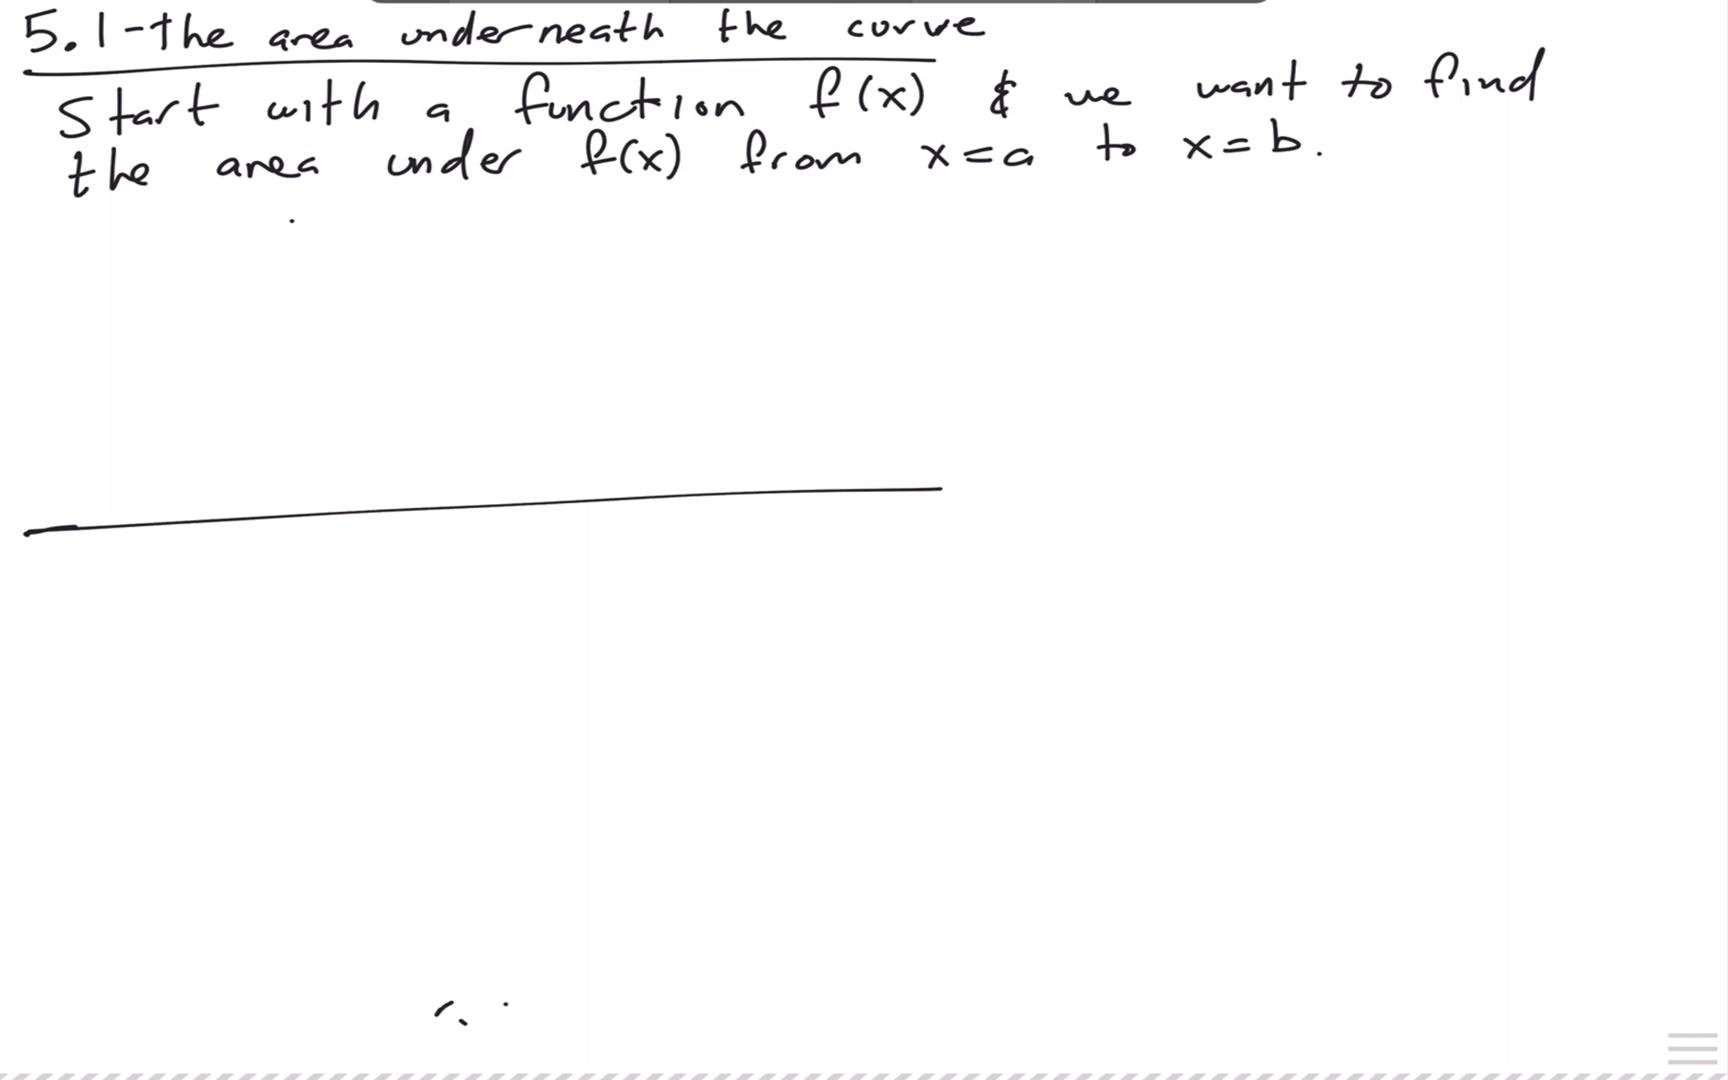 5.1-the area underneath the curve
Start with a function f(x) & we want to find
the area under f(x) from x=a to x=b.